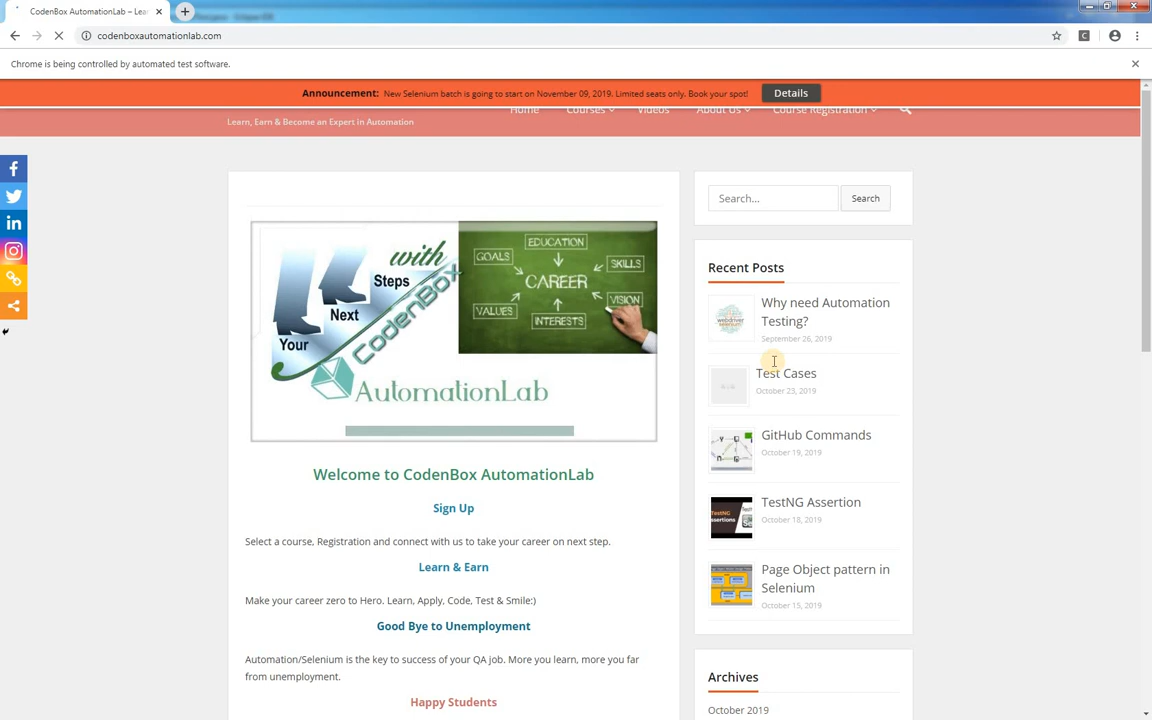 CodenBox AutomationLab – Lea
codenboxautomationlab.com
Chrome is being controlled by automated test software.
Announcement: New Selenium batch is going to start on November 09, 2019. Limited seats only. Book your spot! Details
Home Courses Videos About Us Course Registration
Learn, Earn & Become an Expert in Automation
with
Steps
Next
Your
CodenBox
AutomationLab
EDUCATION
GOALS
SKILLS
CAREER
VALUES
VISION
INTERESTS
Welcome to CodenBox AutomationLab
Sign Up
Select a course, Registration and connect with us to take your career on next step.
Learn & Earn
Make your career zero to Hero. Learn, Apply, Code, Test & Smile:)
Good Bye to Unemployment
Automation/Selenium is the key to success of your QA job. More you learn, more you far
from unemployment.
Happy Students
Search... Search
Recent Posts
Why need Automation
Testing?
September 26, 2019
Test Cases
October 23, 2019
GitHub Commands
October 19, 2019
TestNG Assertion
October 18, 2019
Page Object pattern in
Selenium
October 15, 2019
Archives
October 2019